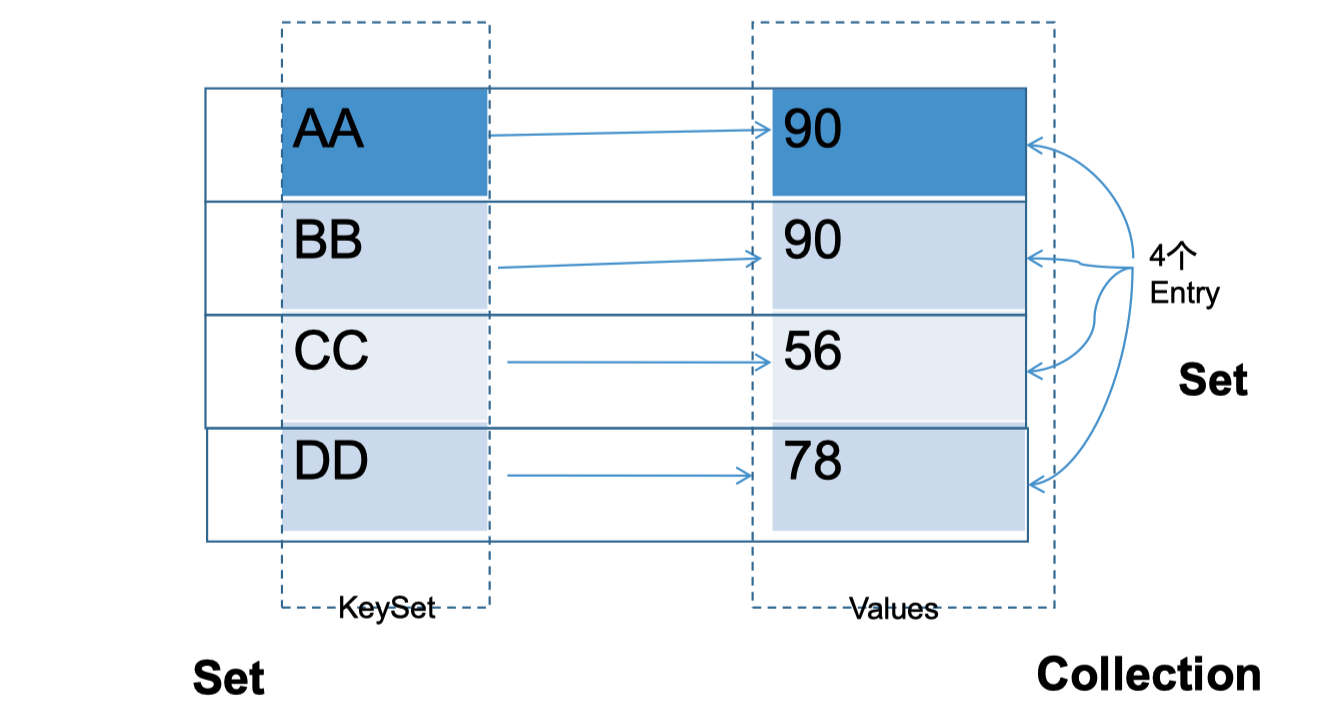 AA
90
BB
90
4个
Entry
CC
56
Set
DD
78
KeySet
Values
Set
Collection